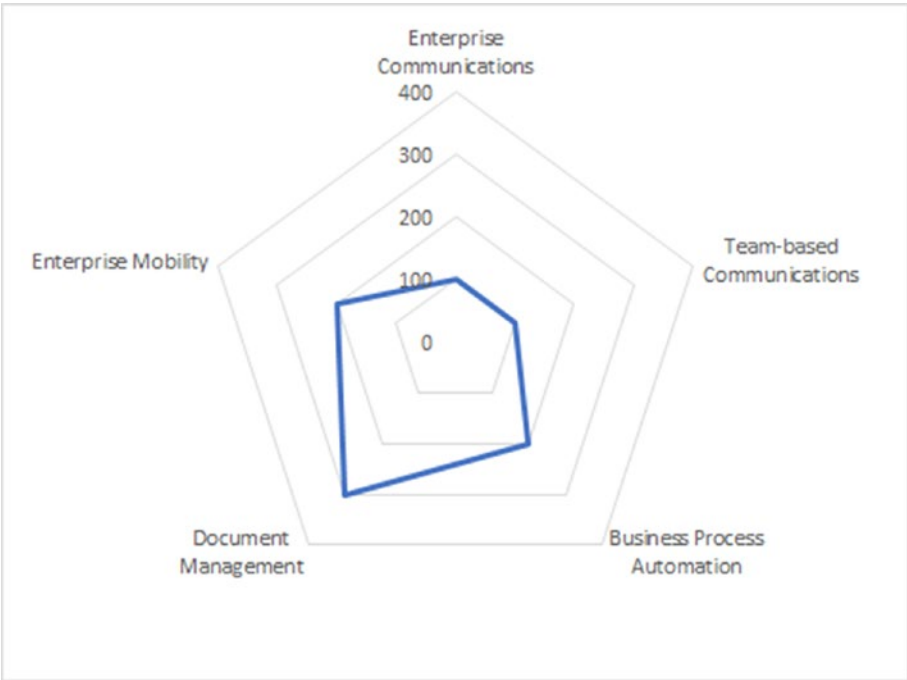 Enterprise
Communications
400
300
200
100
0
Team-based
Communications
Enterprise Mobility
Document
Management
Business Process
Automation